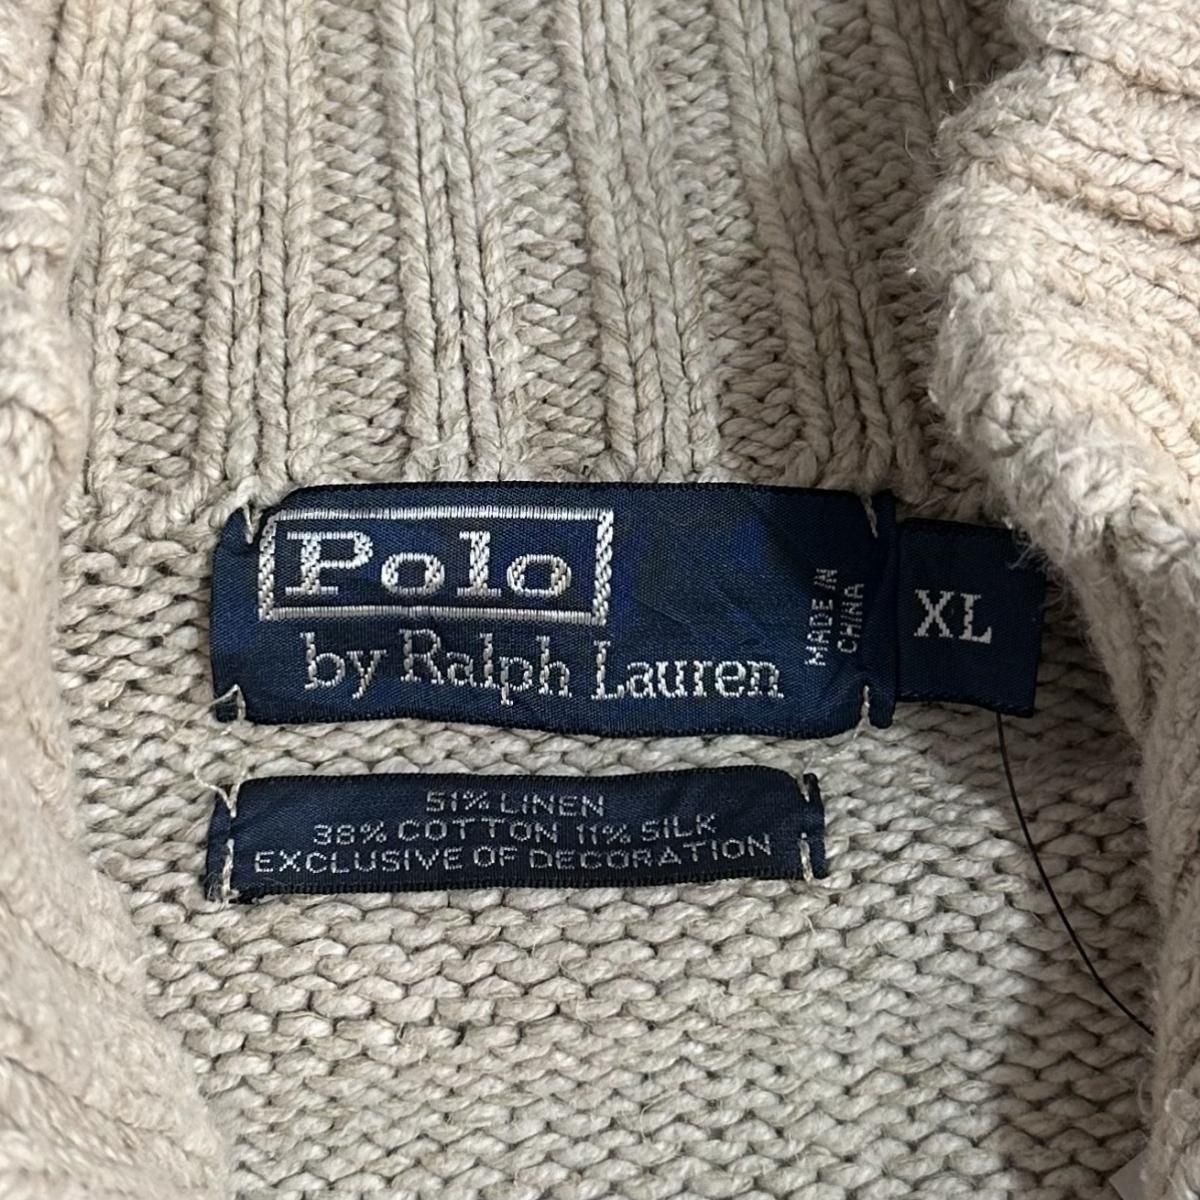 Polo
by Ralph Lauren
MADE IN
CHINA
XL
51% LINEN
38% COTTON 11% SILK
EXCLUSIVE OF DECORATION